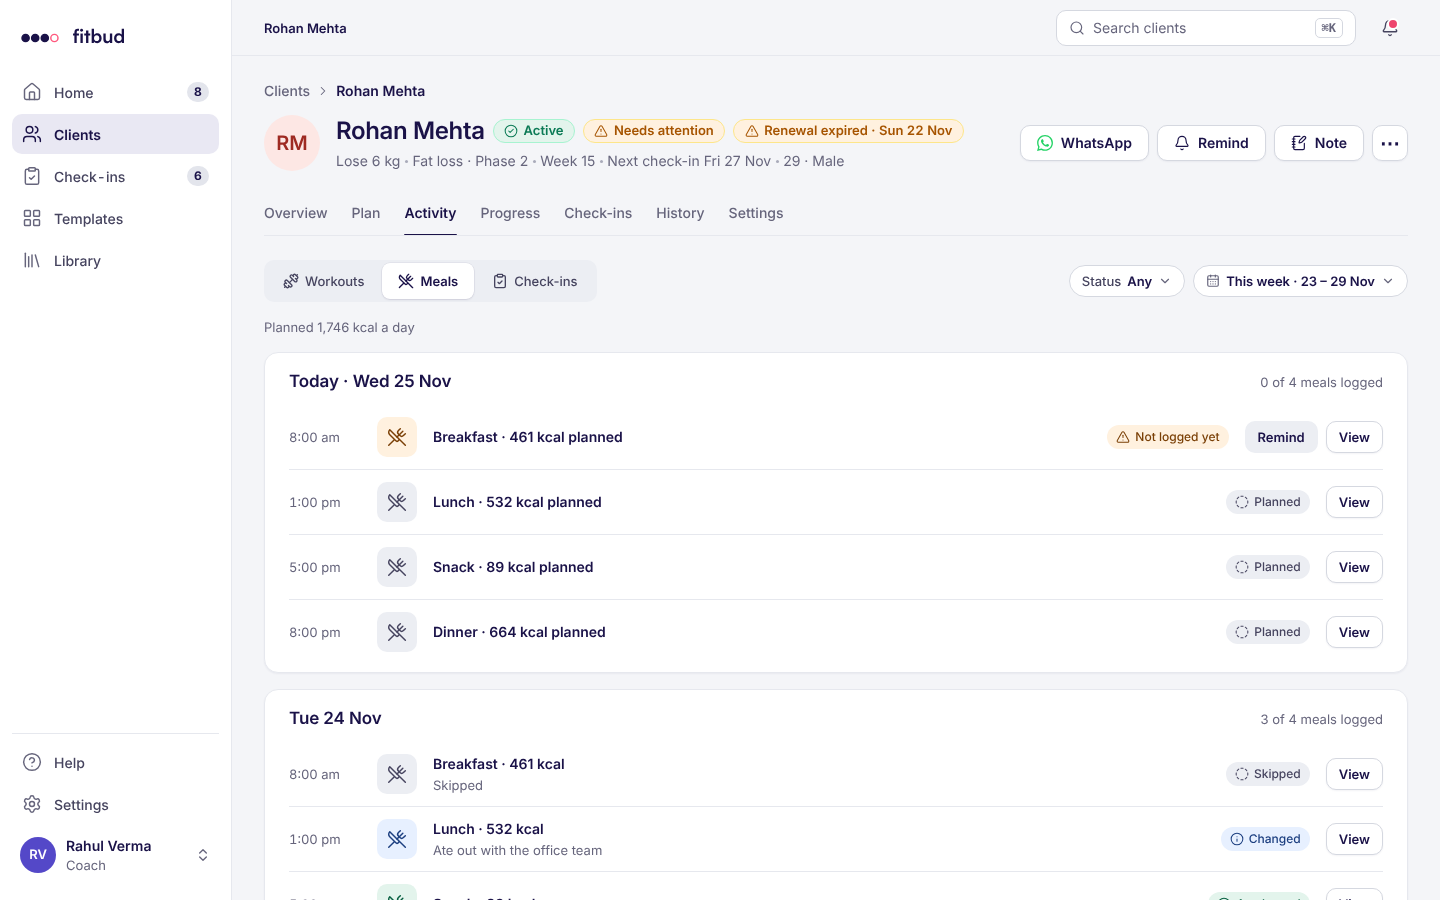 fitbud
Home 8
Clients
Check-ins 6
Templates
Library
Help
Settings
RV
Rahul Verma
Coach
Rohan Mehta
Search clients ⌘K
Clients Rohan Mehta
RM
Rohan Mehta Active Needs attention Renewal expired · Sun 22 Nov
Lose 6 kg · Fat loss · Phase 2 · Week 15 · Next check-in Fri 27 Nov · 29 · Male
WhatsApp Remind Note
Overview Plan Activity Progress Check-ins History Settings
Workouts Meals Check-ins
Status Any This week · 23 – 29 Nov
Planned 1,746 kcal a day
Today · Wed 25 Nov 0 of 4 meals logged
8:00 am Breakfast · 461 kcal planned Not logged yet Remind View
1:00 pm Lunch · 532 kcal planned Planned View
5:00 pm Snack · 89 kcal planned Planned View
8:00 pm Dinner · 664 kcal planned Planned View
Tue 24 Nov 3 of 4 meals logged
8:00 am Breakfast · 461 kcal Skipped View
Skipped
1:00 pm Lunch · 532 kcal Changed View
Ate out with the office team